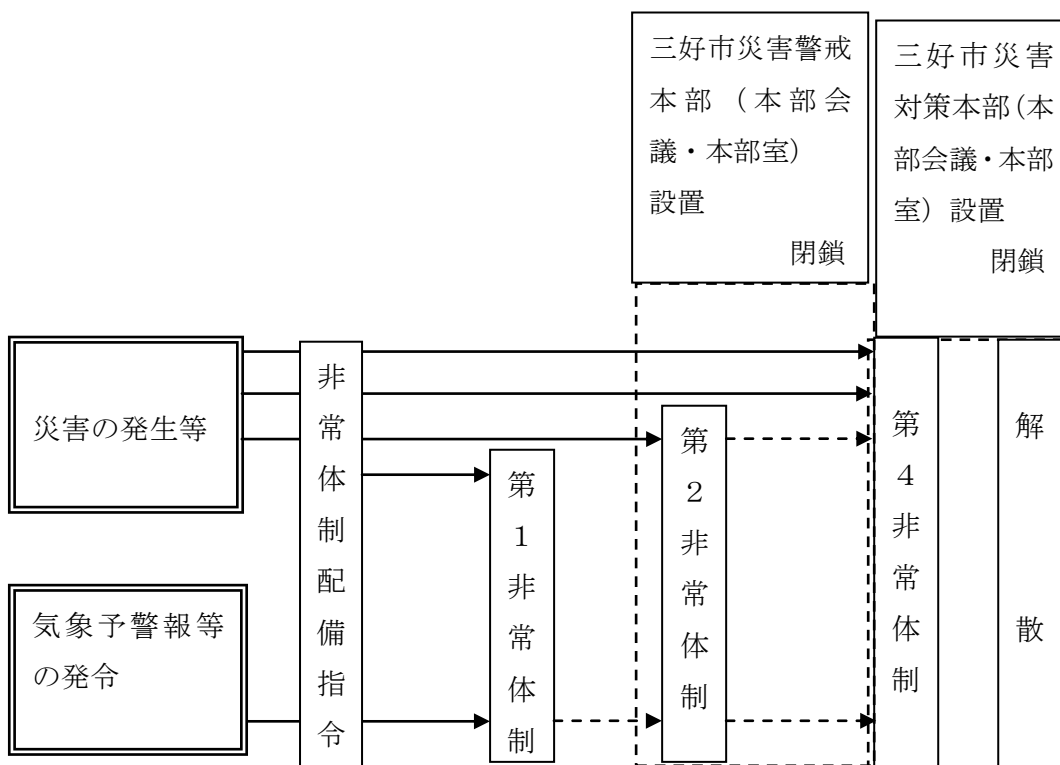 三好市災害警戒
本部（本部会
議・本部室）
設置
閉鎖
三好市災害
対策本部（本
部会議・本部
室）設置
閉鎖
災害の発生等
気象予警報等
の発令
非常体制配備指令
第１非常体制
第２非常体制
第４非常体制
解散